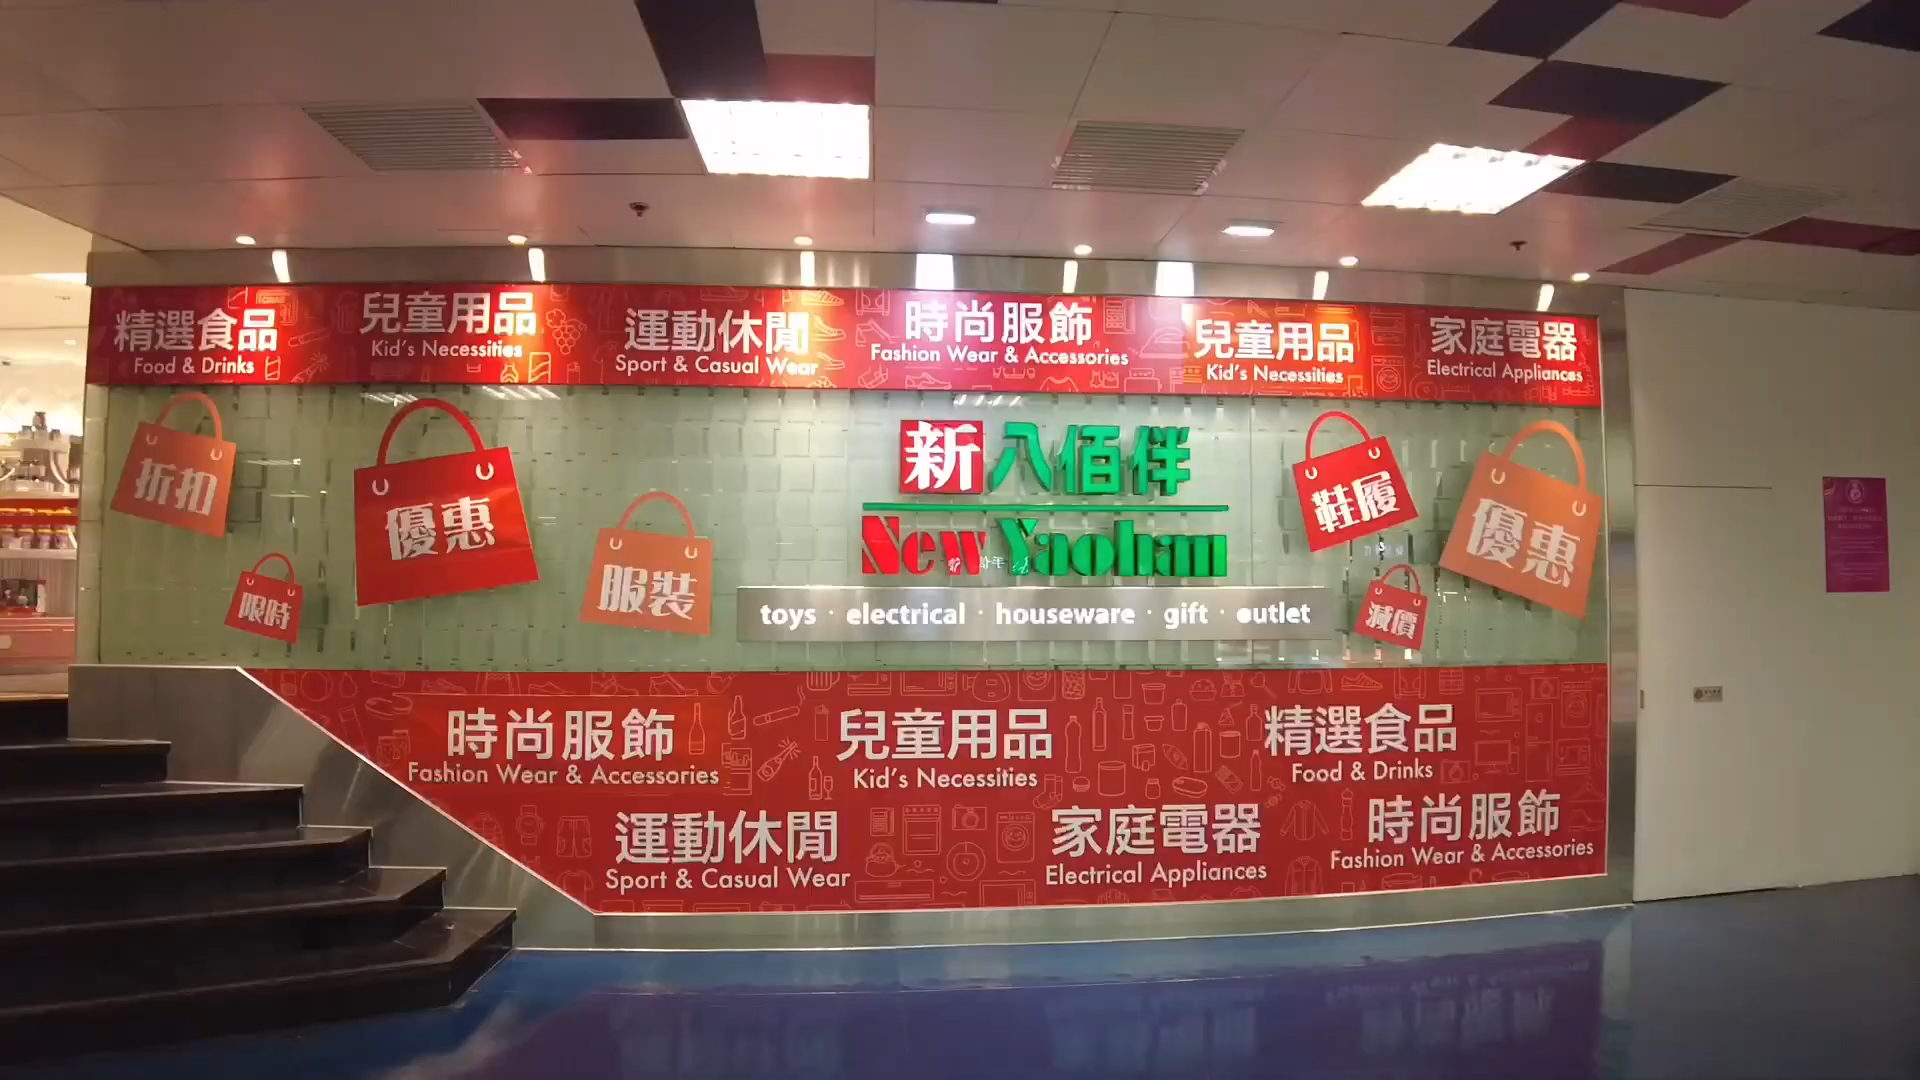 精選食品
Food & Drinks
兒童用品
Kid's Necessities
運動休閒
Sport & Casual Wear
時尚服飾
Fashion Wear & Accessories
兒童用品
Kid's Necessities
家庭電器
Electrical Appliances
折扣
限時
優惠
服裝
新八佰伴
New Yaohan
toys · electrical · houseware · gift · outlet
鞋履
減價
優惠
時尚服飾
Fashion Wear & Accessories
兒童用品
Kid's Necessities
精選食品
Food & Drinks
運動休閒
Sport & Casual Wear
家庭電器
Electrical Appliances
時尚服飾
Fashion Wear & Accessories